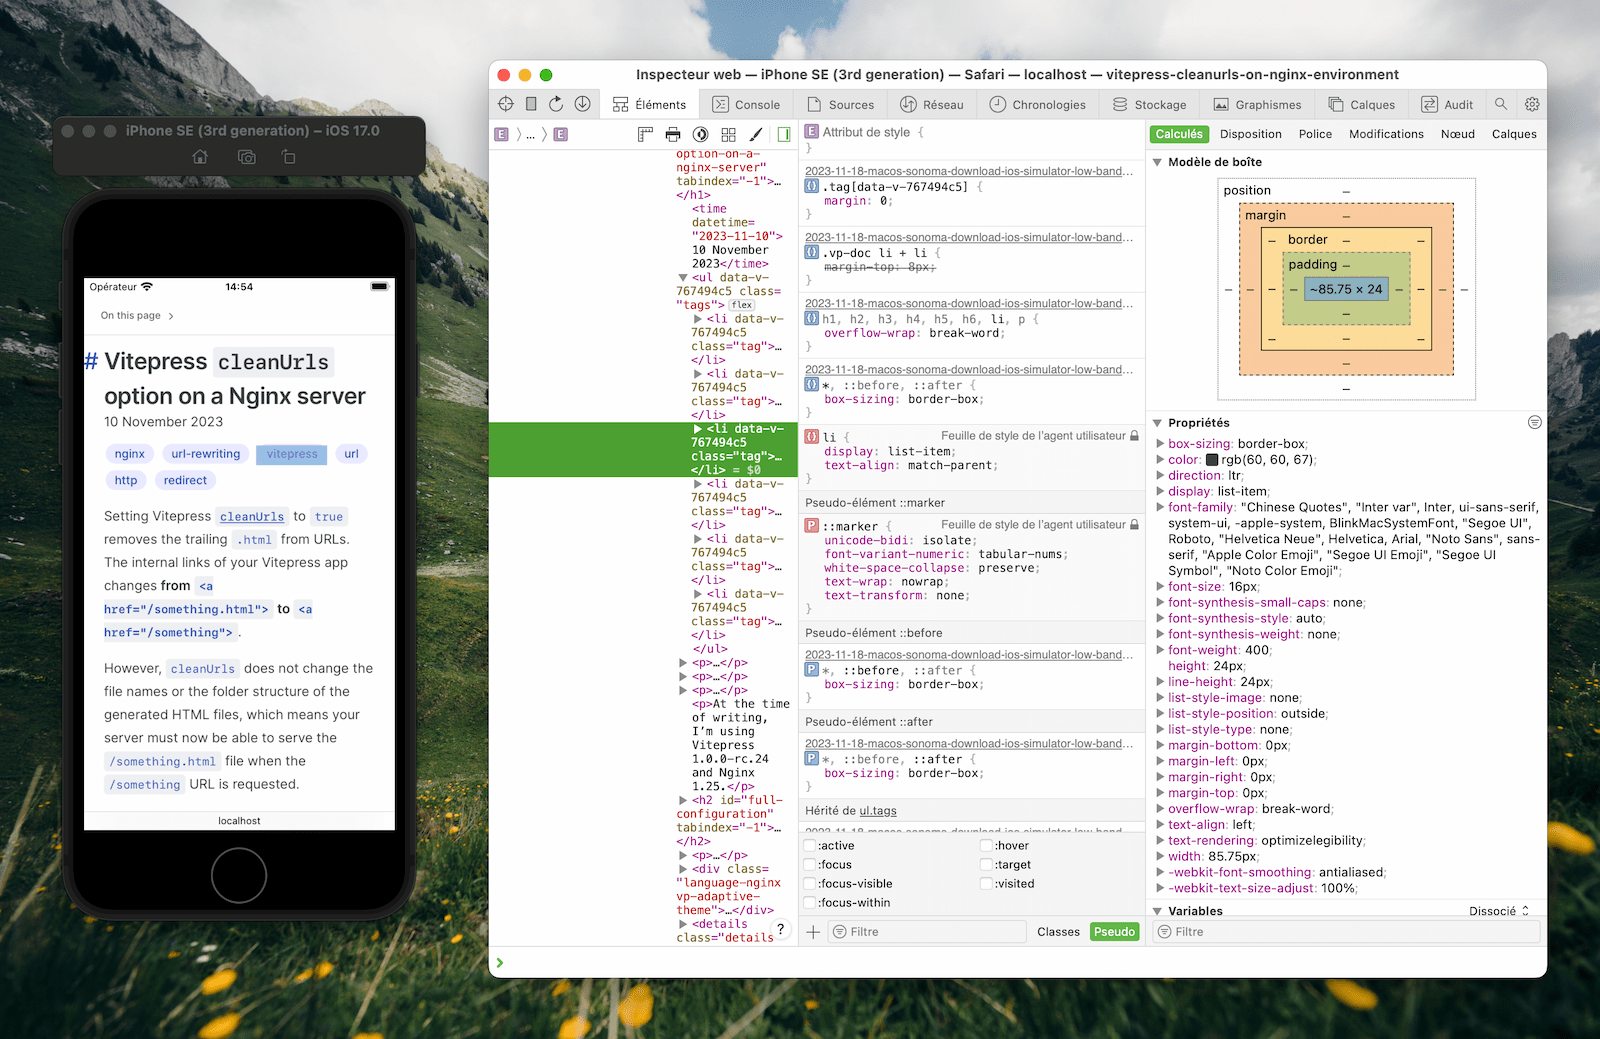 iPhone SE (3rd generation) – iOS 17.0
Opérateur
14:54
On this page
# Vitepress cleanUrls
option on a Nginx server
10 November 2023
nginx url-rewriting vitepress url
http redirect
Setting Vitepress cleanUrls to true
removes the trailing .html from URLs.
The internal links of your Vitepress app
changes from <a
href="/something.html"> to <a
href="/something"> .
However, cleanUrls does not change the
file names or the folder structure of the
generated HTML files, which means your
server must now be able to serve the
/something.html file when the
/something URL is requested.
localhost
Inspecteur web — iPhone SE (3rd generation) — Safari — localhost — vitepress-cleanurls-on-nginx-environment
Éléments Console Sources Réseau Chronologies Stockage Graphismes Calques Audit
E … E
option-on-a-
nginx-server"
tabindex="-1">…
</h1>
<time
datetime=
"2023-11-10">
10 November
2023</time>
<ul data-v-
767494c5 class=
"tags"> flex
<li data-v-
767494c5
class="tag">…
</li>
<li data-v-
767494c5
class="tag">…
</li>
<li data-v-
767494c5
class="tag">…
</li> = $0
<li data-v-
767494c5
class="tag">…
</li>
<li data-v-
767494c5
class="tag">…
</li>
<li data-v-
767494c5
class="tag">…
</li>
</ul>
<p>…</p>
<p>…</p>
<p>…</p>
<p>At the time
of writing,
I’m using
Vitepress
1.0.0-rc.24
and Nginx
1.25.</p>
<h2 id="full-
configuration"
tabindex="-1">…
</h2>
<p>…</p>
<div class=
"language-nginx
vp-adaptive-
theme">…</div>
<details
class="details
?
E Attribut de style {
}
2023-11-18-macos-sonoma-download-ios-simulator-low-band…
.tag[data-v-767494c5] {
margin: 0;
}
2023-11-18-macos-sonoma-download-ios-simulator-low-band…
.vp-doc li + li {
margin-top: 8px;
}
2023-11-18-macos-sonoma-download-ios-simulator-low-band…
h1, h2, h3, h4, h5, h6, li, p {
overflow-wrap: break-word;
}
2023-11-18-macos-sonoma-download-ios-simulator-low-band…
*, ::before, ::after {
box-sizing: border-box;
}
li { Feuille de style de l’agent utilisateur
display: list-item;
text-align: match-parent;
}
Pseudo-élément ::marker
P ::marker { Feuille de style de l’agent utilisateur
unicode-bidi: isolate;
font-variant-numeric: tabular-nums;
white-space-collapse: preserve;
text-wrap: nowrap;
text-transform: none;
}
Pseudo-élément ::before
2023-11-18-macos-sonoma-download-ios-simulator-low-band…
P *, ::before, ::after {
box-sizing: border-box;
}
Pseudo-élément ::after
2023-11-18-macos-sonoma-download-ios-simulator-low-band…
P *, ::before, ::after {
box-sizing: border-box;
}
Hérité de ul.tags
2023-11-18-macos-sonoma-download-ios-simulator-low-band…
:active :hover
:focus :target
:focus-visible :visited
:focus-within
Filtre Classes Pseudo
Calculés Disposition Police Modifications Nœud Calques
Modèle de boîte
position –
margin –
– border – –
padding –
– – – – ~85.75 × 24 – – – –
–
– – –
–
–
Propriétés
box-sizing: border-box;
color: rgb(60, 60, 67);
direction: ltr;
display: list-item;
font-family: "Chinese Quotes", "Inter var", Inter, ui-sans-serif,
system-ui, -apple-system, BlinkMacSystemFont, "Segoe UI",
Roboto, "Helvetica Neue", Helvetica, Arial, "Noto Sans", sans-
serif, "Apple Color Emoji", "Segoe UI Emoji", "Segoe UI
Symbol", "Noto Color Emoji";
font-size: 16px;
font-synthesis-small-caps: none;
font-synthesis-style: auto;
font-synthesis-weight: none;
font-weight: 400;
height: 24px;
line-height: 24px;
list-style-image: none;
list-style-position: outside;
list-style-type: none;
margin-bottom: 0px;
margin-left: 0px;
margin-right: 0px;
margin-top: 0px;
overflow-wrap: break-word;
text-align: left;
text-rendering: optimizelegibility;
width: 85.75px;
-webkit-font-smoothing: antialiased;
-webkit-text-size-adjust: 100%;
Variables Dissocié
Filtre